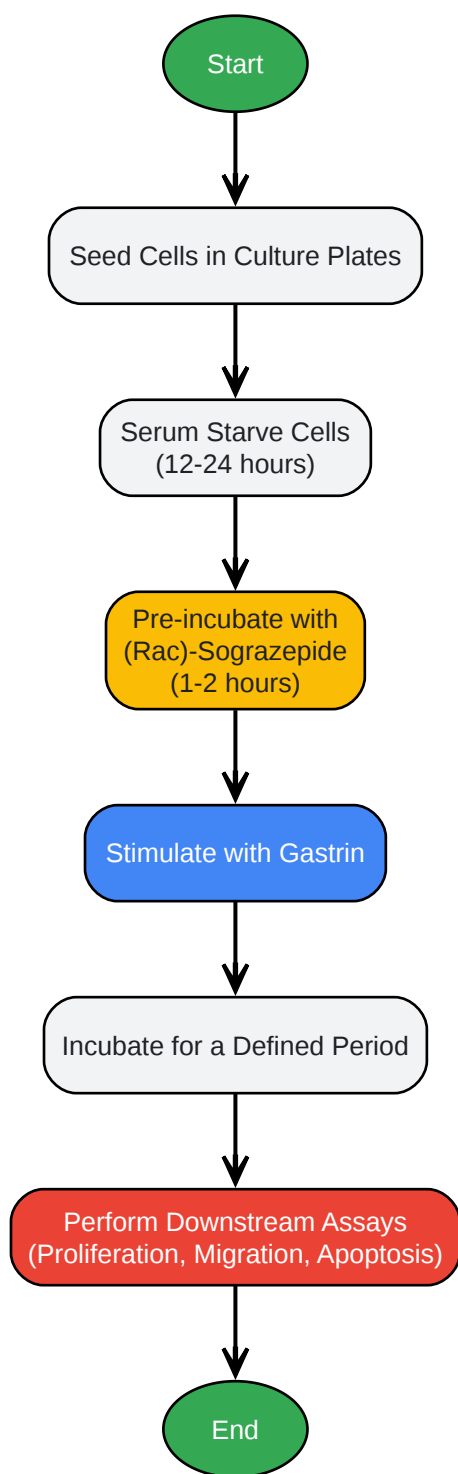 Start
Seed Cells in Culture Plates
Serum Starve Cells
(12-24 hours)
Pre-incubate with
(Rac)-Sograzepide
(1-2 hours)
Stimulate with Gastrin
Incubate for a Defined Period
Perform Downstream Assays
(Proliferation, Migration, Apoptosis)
End